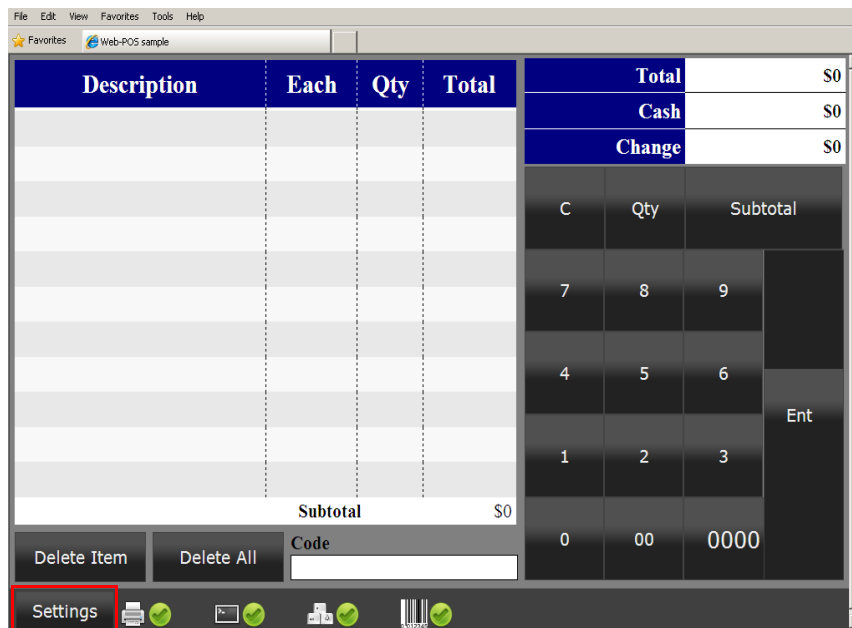 File Edit View Favorites Tools Help
Favorites Web-POS sample
Description Each Qty Total
Total $0
Cash $0
Change $0
C Qty Subtotal
7 8 9
4 5 6
Ent
1 2 3
0 00 0000
Subtotal $0
Delete Item Delete All
Code
Settings